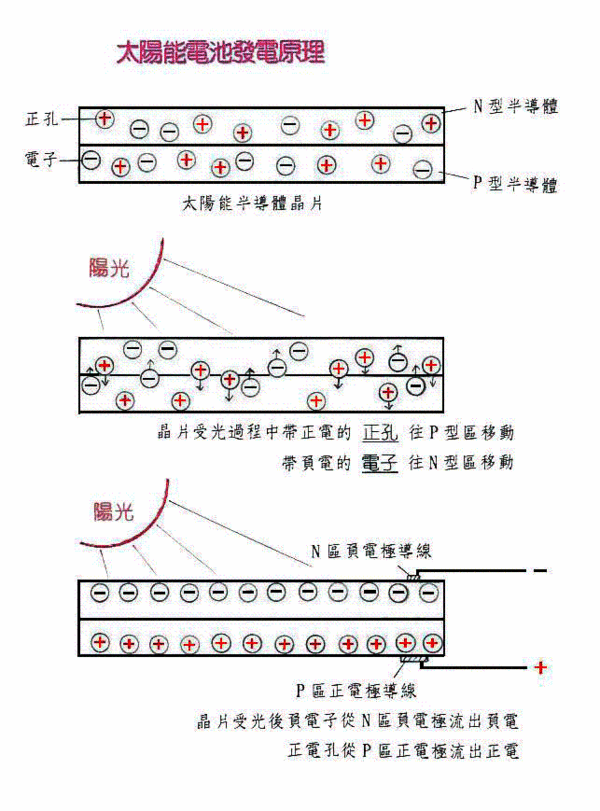 太陽能電池發電原理
正孔
N型半導體
電子
P型半導體
太陽能半導體晶片
陽光
晶片受光過程中帶正電的 正孔 往P型區移動
帶頁電的 電子 往N型區移動
陽光
N區頁電極導線
P區正電極導線
晶片受光後頁電子從N區頁電極流出頁電
正電孔從P區正電極流出正電